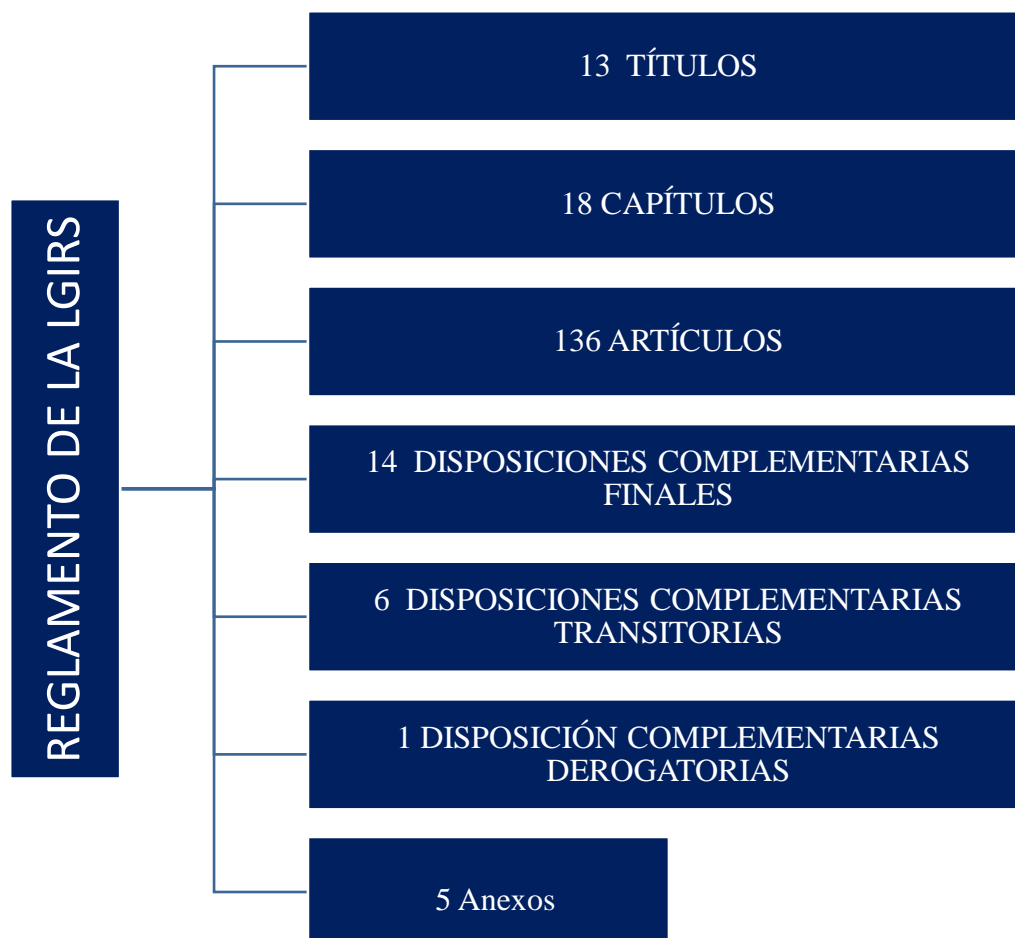 REGLAMENTO DE LA LGIRS
13 TÍTULOS
18 CAPÍTULOS
136 ARTÍCULOS
14 DISPOSICIONES COMPLEMENTARIAS
FINALES
6 DISPOSICIONES COMPLEMENTARIAS
TRANSITORIAS
1 DISPOSICIÓN COMPLEMENTARIAS
DEROGATORIAS
5 Anexos